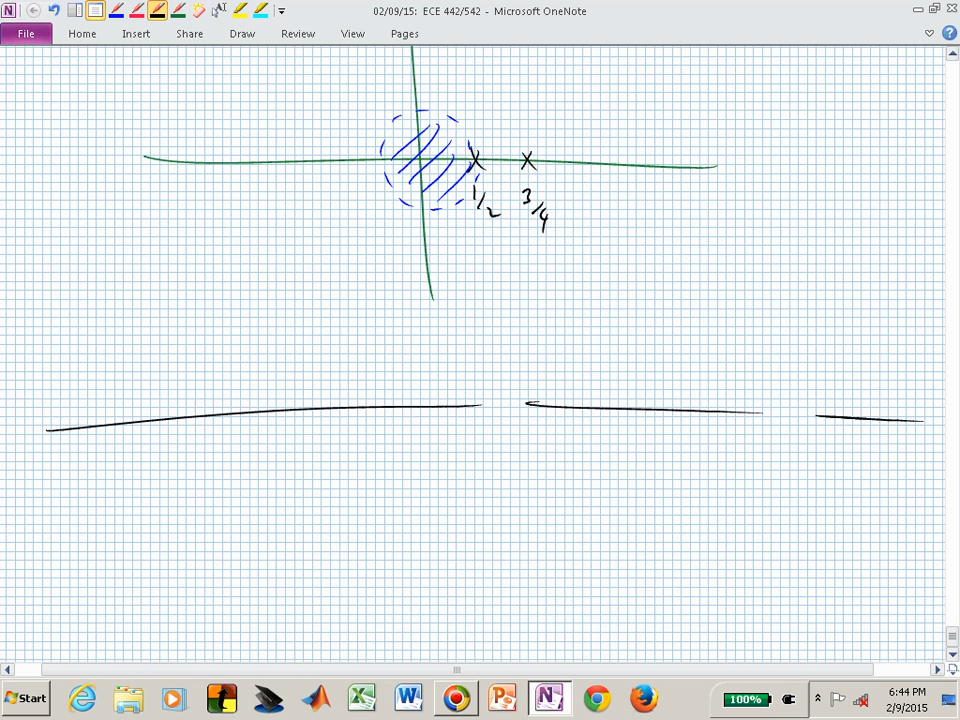 02/09/15: ECE 442/542 - Microsoft OneNote
File Home Insert Share Draw Review View Pages
1/2 3/4
Start 100% 6:44 PM
2/9/2015